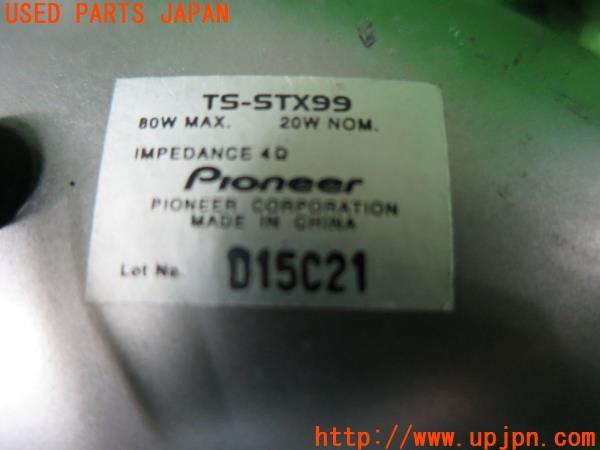 USED PARTS JAPAN
TS-STX99
80W MAX. 20W NOM.
IMPEDANCE 4Ω
Pioneer
PIONEER CORPORATION
MADE IN CHINA
Lot No. D15C21
UPJ
http://www.upjpn.com